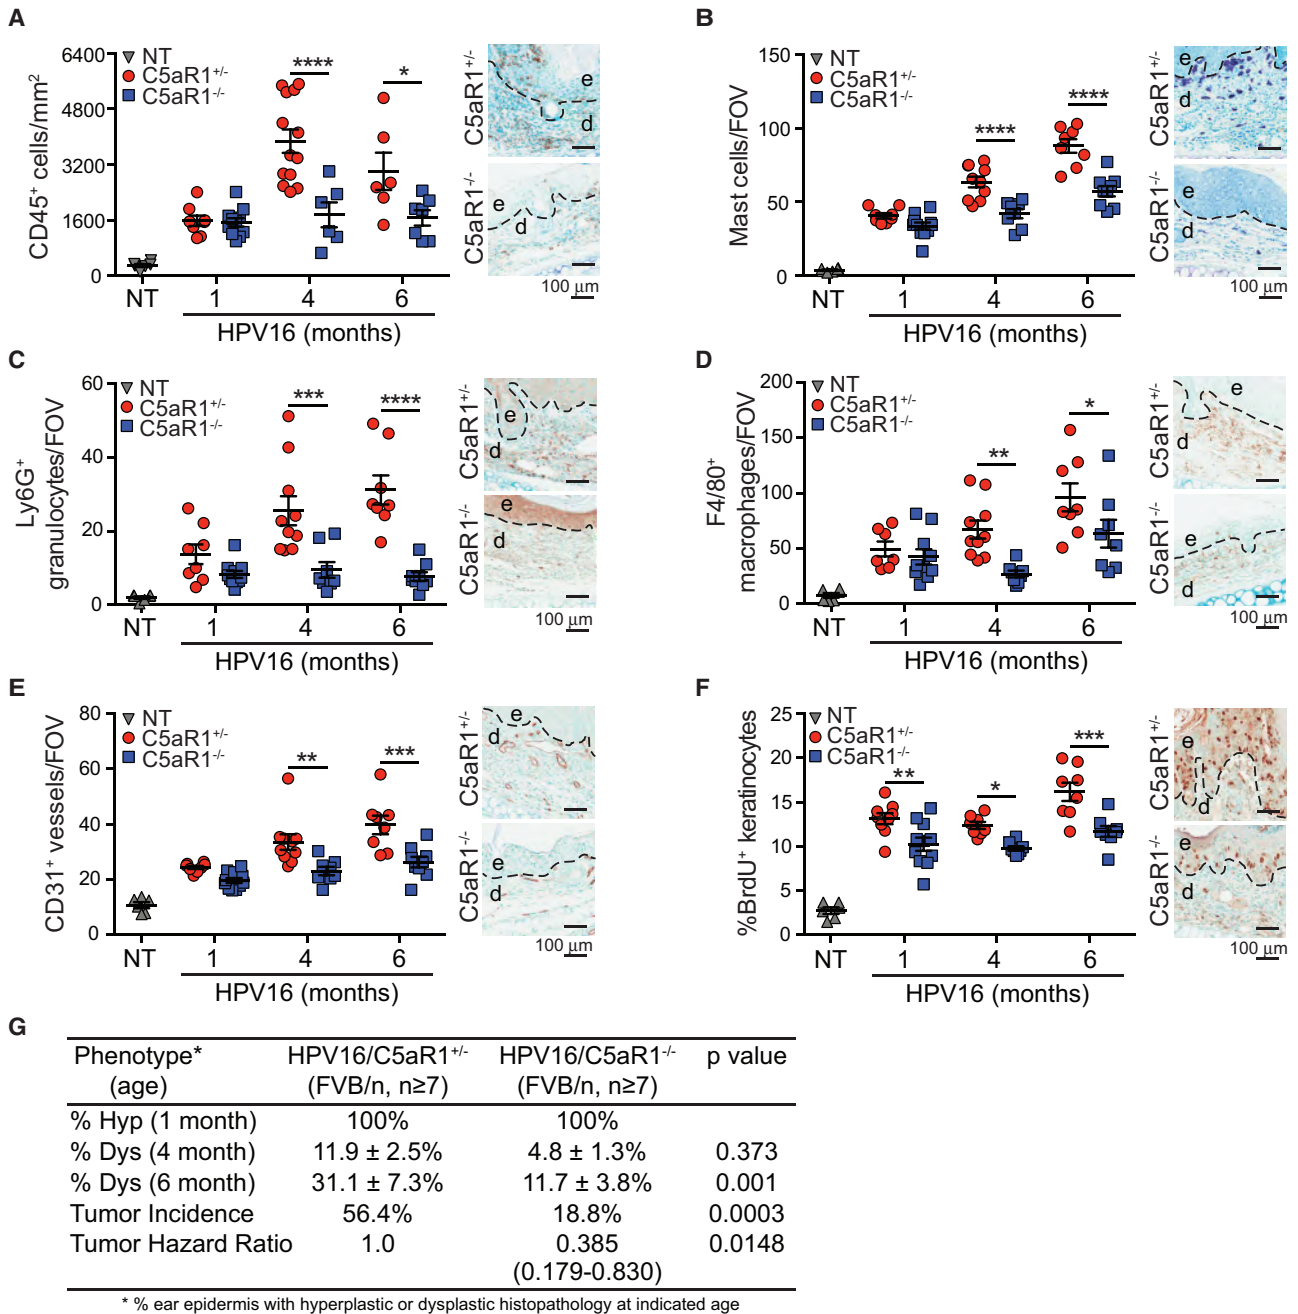 A
CD45⁺ cells/mm²
6400
4800
3200
1600
0
NT
C5aR1⁺/⁻
C5aR1⁻/⁻
****
*
NT
1
4
6
HPV16 (months)
C5aR1⁺/⁻
e
d
C5aR1⁻/⁻
e
d
100 µm
B
Mast cells/FOV
150
100
50
0
NT
C5aR1⁺/⁻
C5aR1⁻/⁻
****
****
NT
1
4
6
HPV16 (months)
C5aR1⁺/⁻
e
d
C5aR1⁻/⁻
e
d
100 µm
C
Ly6G⁺
granulocytes/FOV
60
40
20
0
NT
C5aR1⁺/⁻
C5aR1⁻/⁻
***
****
NT
1
4
6
HPV16 (months)
C5aR1⁺/⁻
e
d
C5aR1⁻/⁻
e
d
100 µm
D
F4/80⁺
macrophages/FOV
200
150
100
50
0
NT
C5aR1⁺/⁻
C5aR1⁻/⁻
**
*
NT
1
4
6
HPV16 (months)
C5aR1⁺/⁻
e
d
C5aR1⁻/⁻
e
d
100 µm
E
CD31⁺ vessels/FOV
80
60
40
20
0
NT
C5aR1⁺/⁻
C5aR1⁻/⁻
**
***
NT
1
4
6
HPV16 (months)
C5aR1⁺/⁻
e
d
C5aR1⁻/⁻
e
d
100 µm
F
%BrdU⁺ keratinocytes
25
20
15
10
5
0
NT
C5aR1⁺/⁻
C5aR1⁻/⁻
**
*
***
NT
1
4
6
HPV16 (months)
C5aR1⁺/⁻
e
d
C5aR1⁻/⁻
e
d
100 µm
G
Phenotype* HPV16/C5aR1⁺/⁻ HPV16/C5aR1⁻/⁻ p value
(age) (FVB/n, n≥7) (FVB/n, n≥7)
% Hyp (1 month) 100% 100%
% Dys (4 month) 11.9 ± 2.5% 4.8 ± 1.3% 0.373
% Dys (6 month) 31.1 ± 7.3% 11.7 ± 3.8% 0.001
Tumor Incidence 56.4% 18.8% 0.0003
Tumor Hazard Ratio 1.0 0.385 0.0148
(0.179-0.830)
* % ear epidermis with hyperplastic or dysplastic histopathology at indicated age